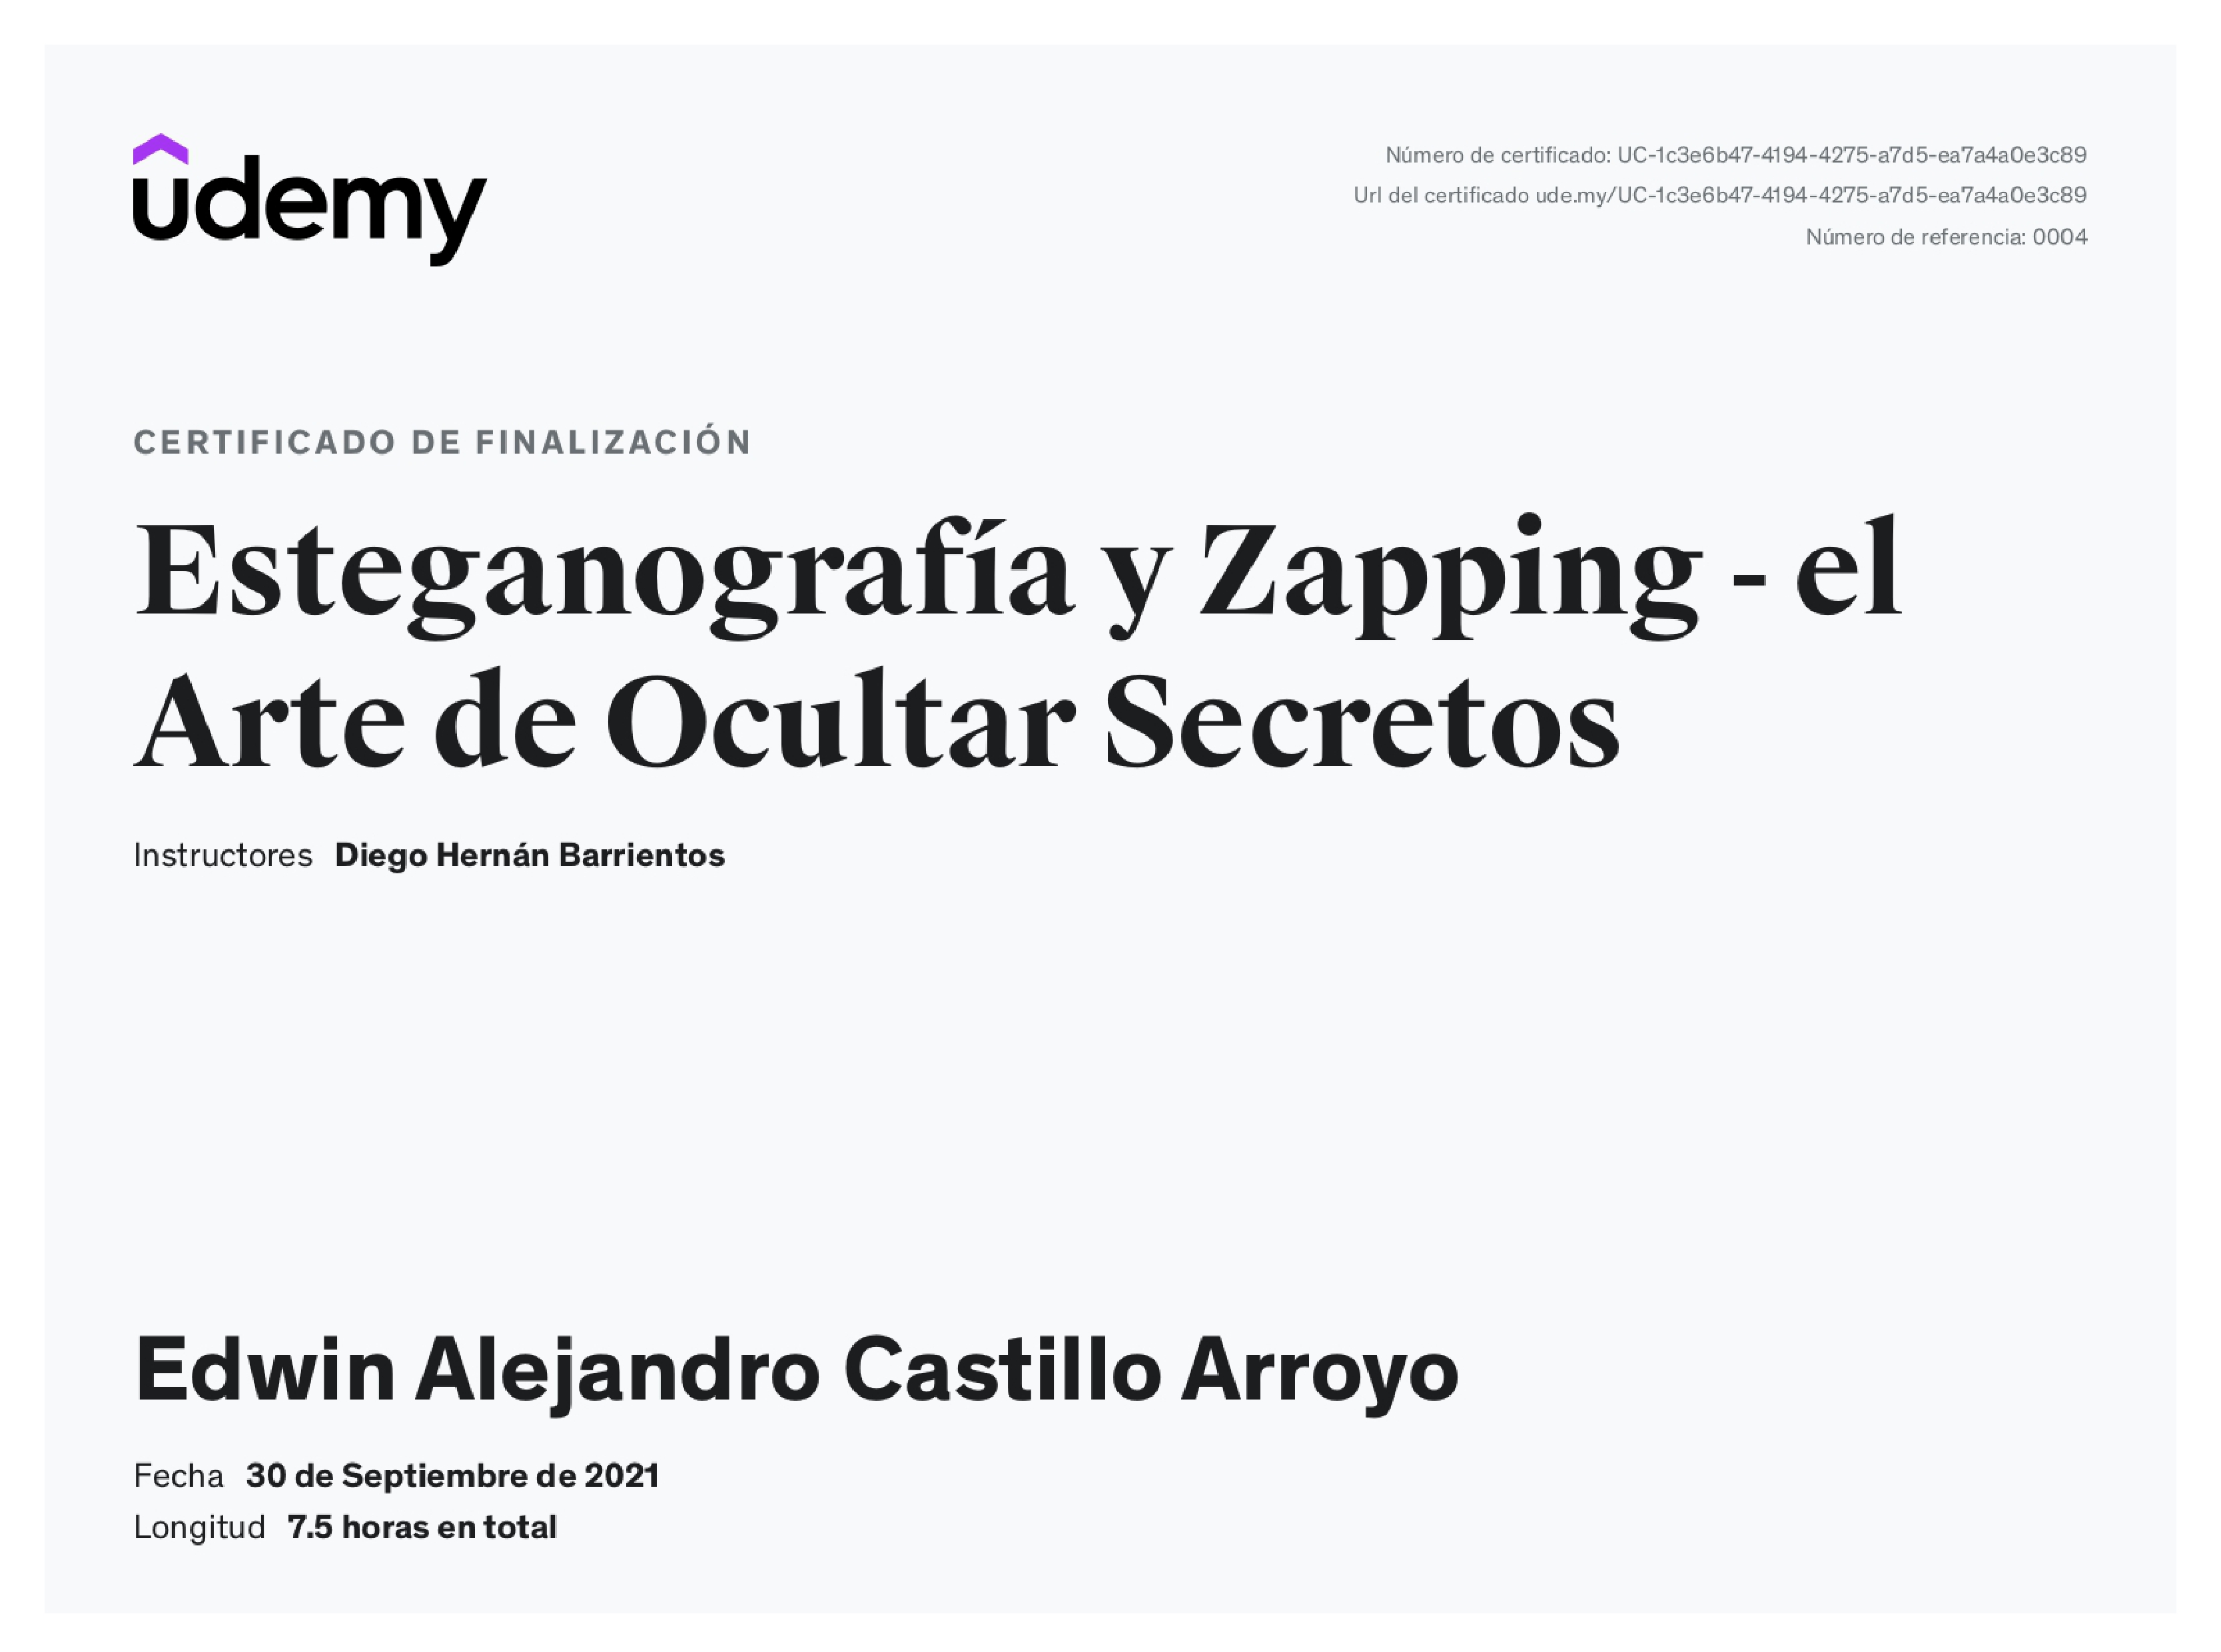 udemy
Número de certificado: UC-1c3e6b47-4194-4275-a7d5-ea7a4a0e3c89
Url del certificado ude.my/UC-1c3e6b47-4194-4275-a7d5-ea7a4a0e3c89
Número de referencia: 0004
CERTIFICADO DE FINALIZACIÓN
Esteganografía y Zapping - el
Arte de Ocultar Secretos
Instructores Diego Hernán Barrientos
Edwin Alejandro Castillo Arroyo
Fecha 30 de Septiembre de 2021
Longitud 7.5 horas en total